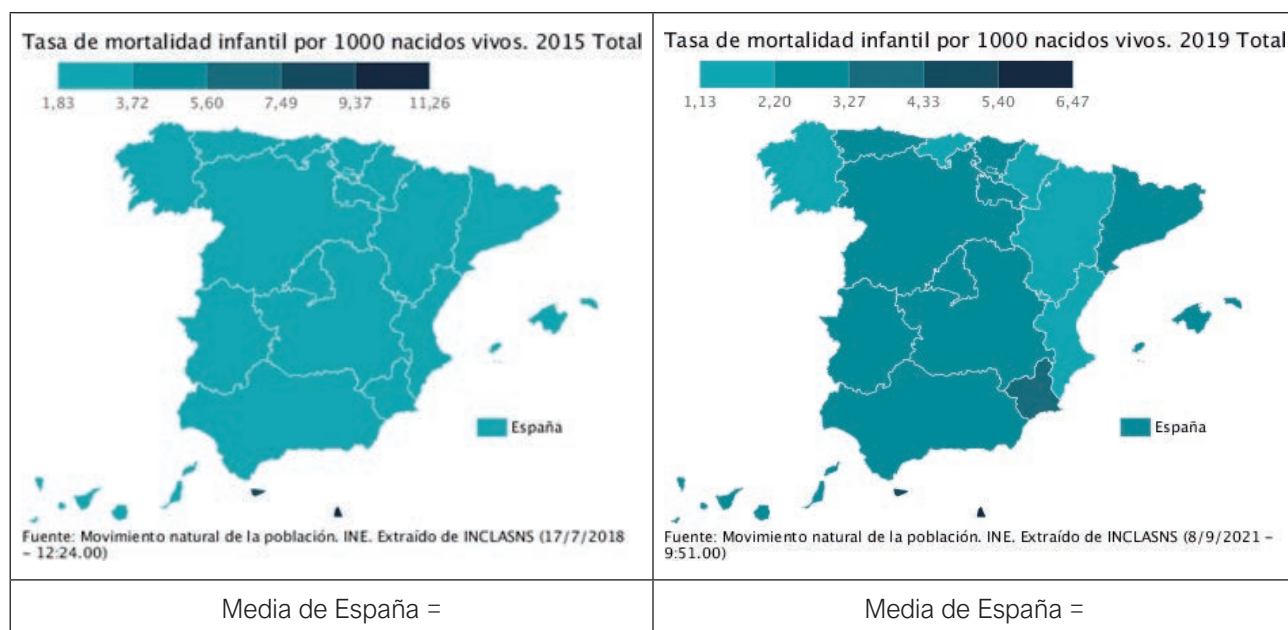 Tasa de mortalidad infantil por 1000 nacidos vivos. 2015 Total
1,83 3,72 5,60 7,49 9,37 11,26
España
Fuente: Movimiento natural de la población. INE. Extraído de INCLASNS (17/7/2018
– 12:24.00)
Media de España =
Tasa de mortalidad infantil por 1000 nacidos vivos. 2019 Total
1,13 2,20 3,27 4,33 5,40 6,47
España
Fuente: Movimiento natural de la población. INE. Extraído de INCLASNS (8/9/2021 –
9:51.00)
Media de España =